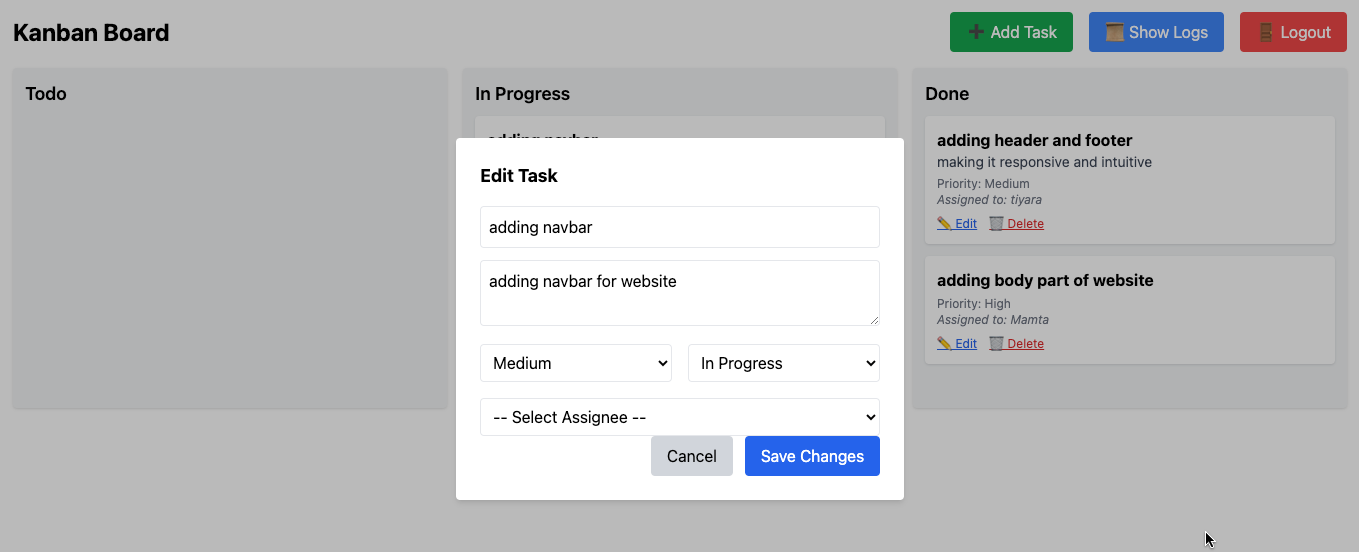 Kanban Board
➕ Add Task
Show Logs
🚪 Logout
Todo
In Progress
adding navbar
Done
adding header and footer
making it responsive and intuitive
Priority: Medium
Assigned to: tiyara
✏️ Edit
🗑️ Delete
adding body part of website
Priority: High
Assigned to: Mamta
✏️ Edit
🗑️ Delete
Edit Task
adding navbar
adding navbar for website
Medium
In Progress
-- Select Assignee --
Cancel
Save Changes